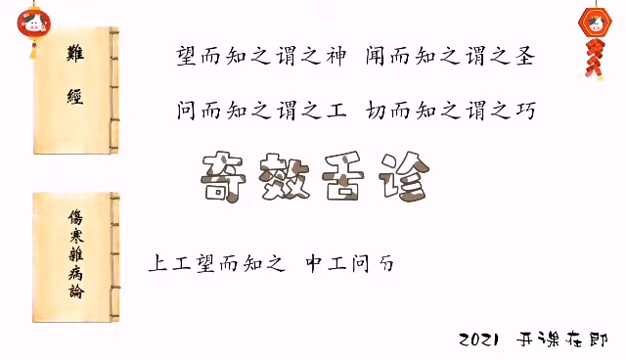 難經
望而知之谓之神 闻而知之谓之圣
问而知之谓之工 切而知之谓之巧
奇效舌诊
傷寒雜病論
上工望而知之 中工问
2021 开课在即